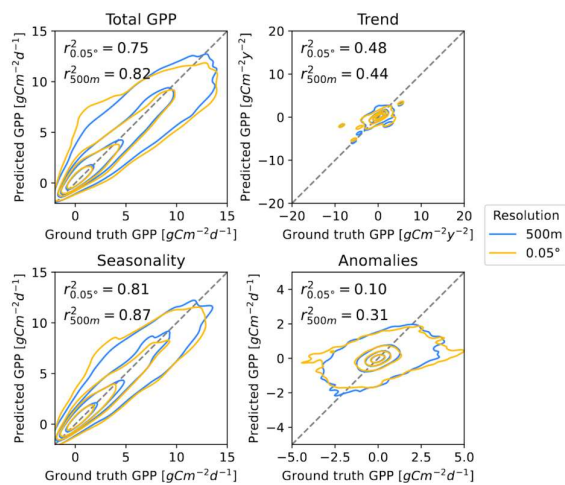 Total GPP
Predicted GPP [gCm⁻²d⁻¹]
15
10
5
0
r²0.05° = 0.75
r²500m = 0.82
0 5 10 15
Ground truth GPP [gCm⁻²d⁻¹]
Trend
Predicted GPP [gCm⁻²y⁻²]
20
10
0
−10
−20
r²0.05° = 0.48
r²500m = 0.44
−20 −10 0 10 20
Ground truth GPP [gCm⁻²y⁻²]
Resolution
500m
0.05°
Seasonality
Predicted GPP [gCm⁻²d⁻¹]
15
10
5
0
r²0.05° = 0.81
r²500m = 0.87
0 5 10 15
Ground truth GPP [gCm⁻²d⁻¹]
Anomalies
Predicted GPP [gCm⁻²d⁻¹]
4
2
0
−2
−4
r²0.05° = 0.10
r²500m = 0.31
−5.0 −2.5 0.0 2.5 5.0
Ground truth GPP [gCm⁻²d⁻¹]